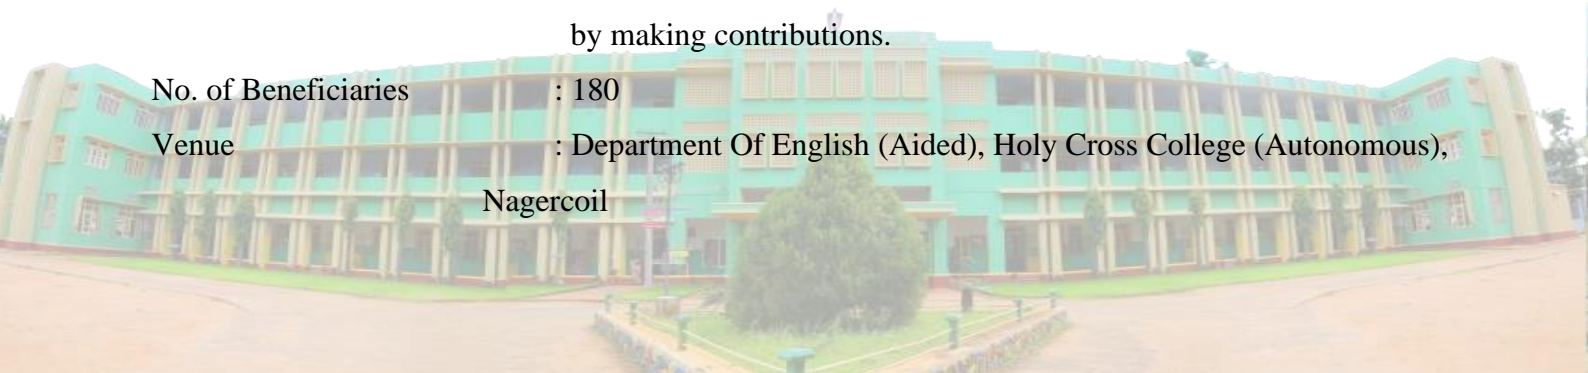 by making contributions.
No. of Beneficiaries : 180
Venue : Department Of English (Aided), Holy Cross College (Autonomous),
Nagercoil